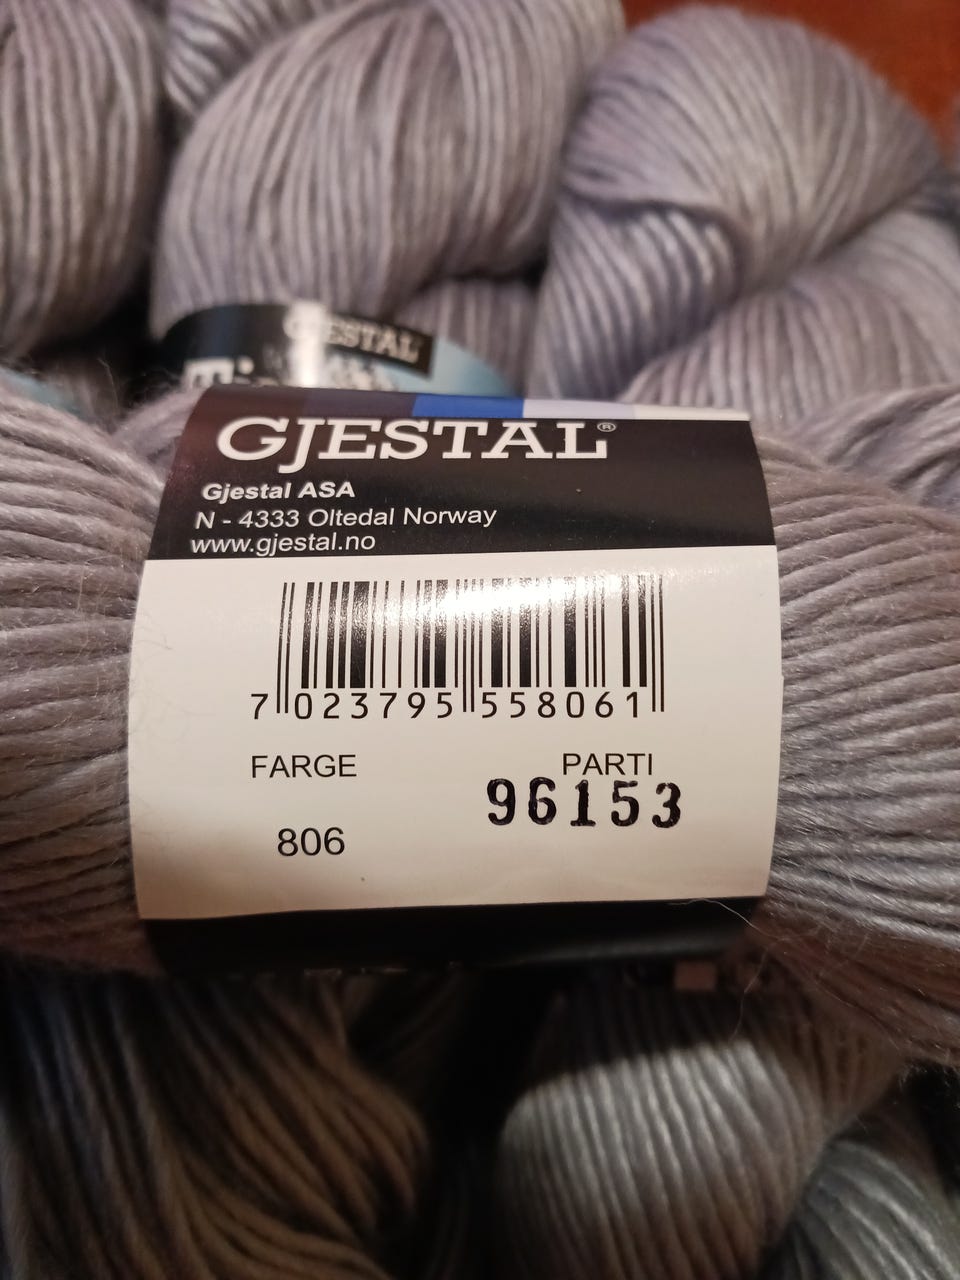 GJESTAL
GJESTAL®
Gjestal ASA
N - 4333 Oltedal Norway
www.gjestal.no
7 023795 558061
FARGE
PARTI
96153
806